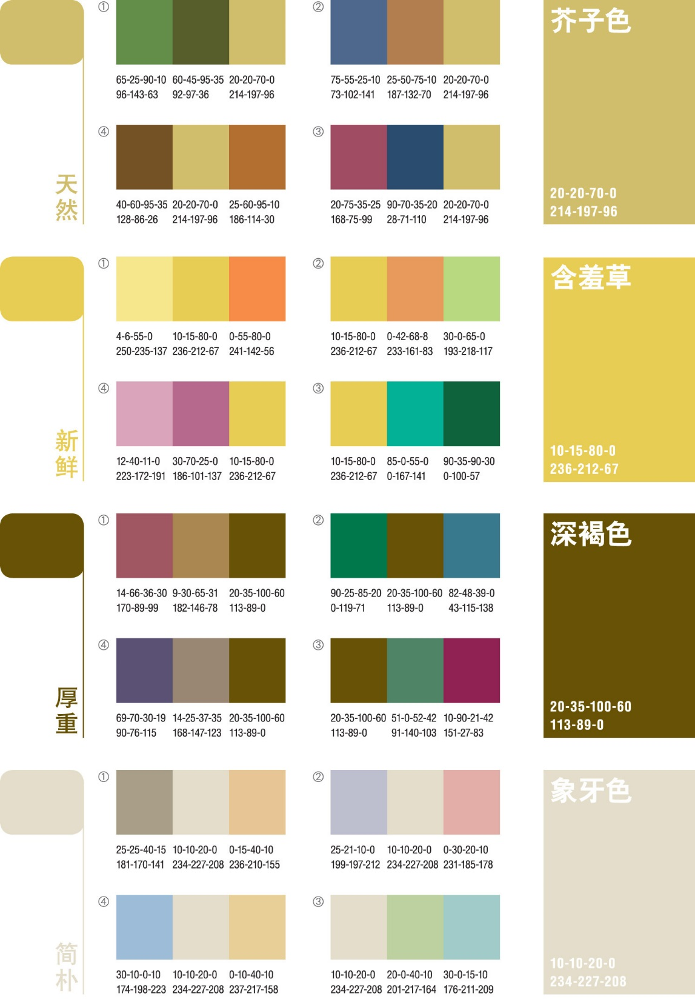 ① ② 芥子色
65-25-90-10 60-45-95-35 20-20-70-0 75-55-25-10 25-50-75-10 20-20-70-0
96-143-63 92-97-36 214-197-96 73-102-141 187-132-70 214-197-96
④ ③
天然
20-20-70-0
40-60-95-35 20-20-70-0 25-60-95-10 20-75-35-25 90-70-35-20 20-20-70-0
214-197-96
128-86-26 214-197-96 186-114-30 168-75-99 28-71-110 214-197-96
① ② 含羞草
4-6-55-0 10-15-80-0 0-55-80-0 10-15-80-0 0-42-68-8 30-0-65-0
250-235-137 236-212-67 241-142-56 236-212-67 233-161-83 193-218-117
④ ③
新鲜
10-15-80-0
12-40-11-0 30-70-25-0 10-15-80-0 10-15-80-0 85-0-55-0 90-35-90-30
236-212-67
223-172-191 186-101-137 236-212-67 236-212-67 0-167-141 0-100-57
① ② 深褐色
14-66-36-30 9-30-65-31 20-35-100-60 90-25-85-20 20-35-100-60 82-48-39-0
170-89-99 182-146-78 113-89-0 0-119-71 113-89-0 43-115-138
④ ③
厚重
20-35-100-60
69-70-30-19 14-25-37-35 20-35-100-60 20-35-100-60 51-0-52-42 10-90-21-42
113-89-0
90-76-115 168-147-123 113-89-0 113-89-0 91-140-103 151-27-83
① ② 象牙色
25-25-40-15 10-10-20-0 0-15-40-10 25-21-10-0 10-10-20-0 0-30-20-10
181-170-141 234-227-208 236-210-155 199-197-212 234-227-208 231-185-178
④ ③
简朴
10-10-20-0
30-10-0-10 10-10-20-0 0-10-40-10 10-10-20-0 20-0-40-10 30-0-15-10
234-227-208
174-198-223 234-227-208 237-217-158 234-227-208 201-217-164 176-211-209